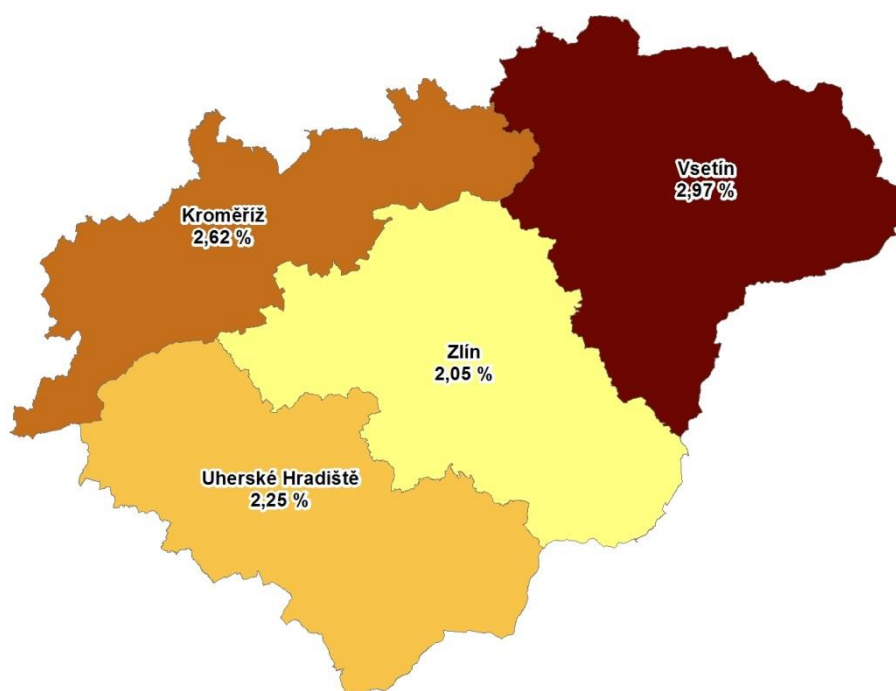 Vsetín
2,97 %
Kroměříž
2,62 %
Zlín
2,05 %
Uherské Hradiště
2,25 %